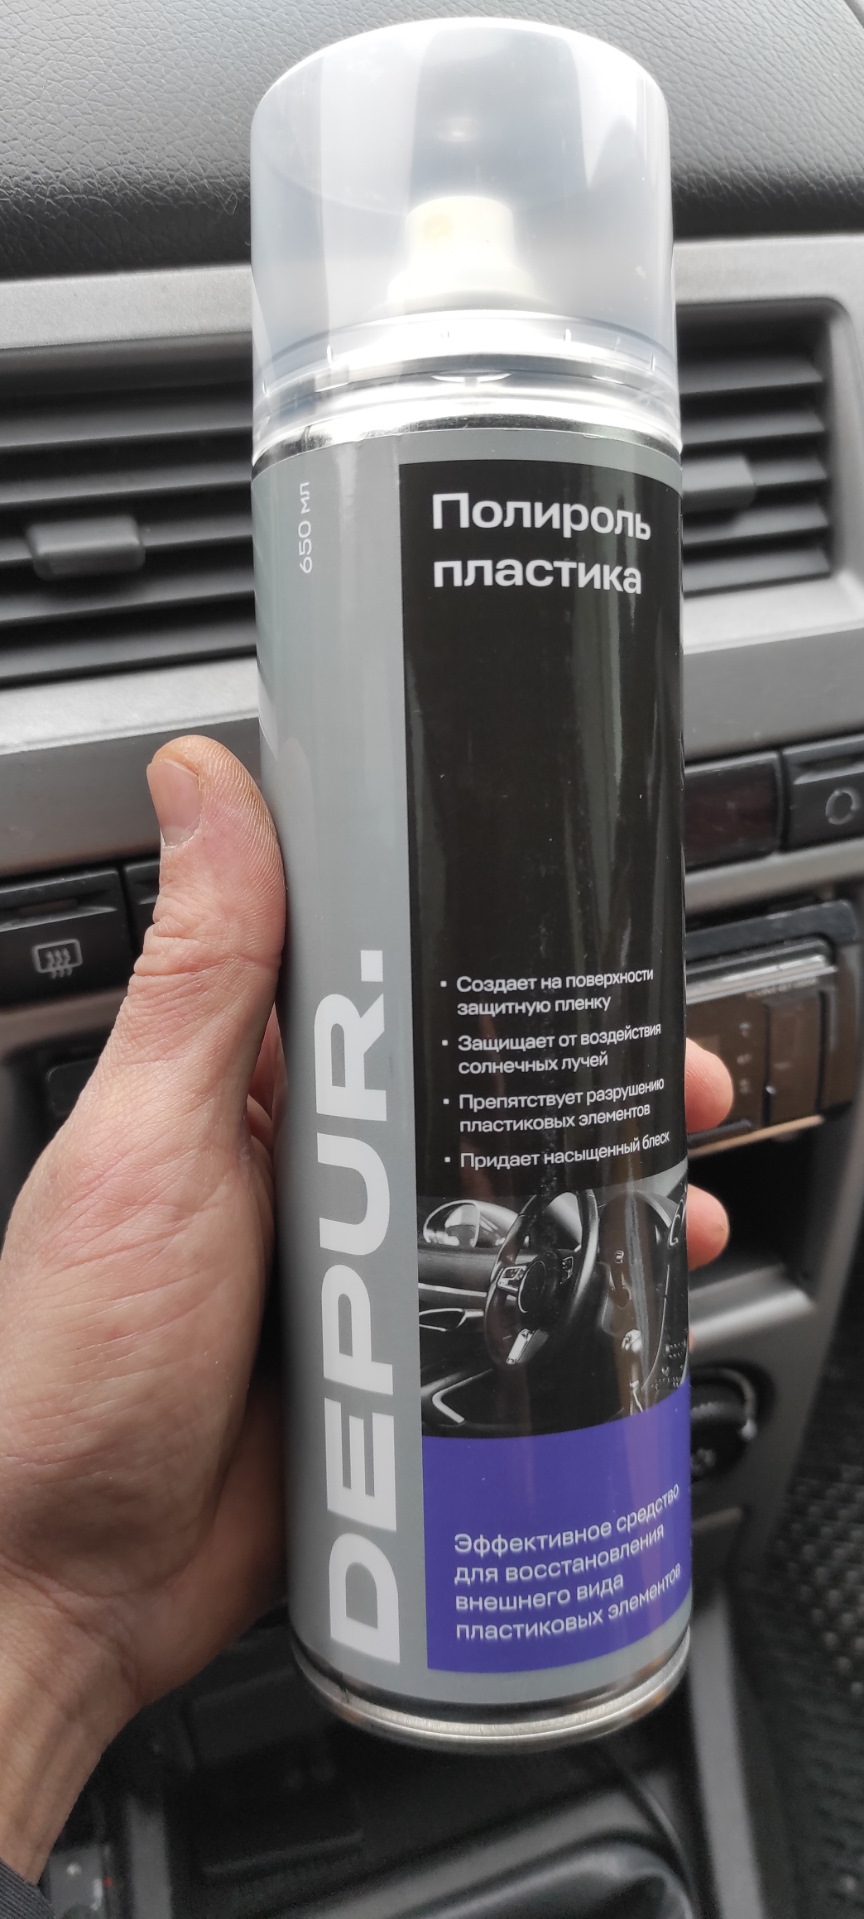 650 мл
DEPUR.
Полироль
пластика
▪ Создает на поверхности
защитную пленку
▪ Защищает от воздействия
солнечных лучей
▪ Препятствует разрушению
пластиковых элементов
▪ Придает насыщенный блеск
Эффективное средство
для восстановления
внешнего вида
пластиковых элементов